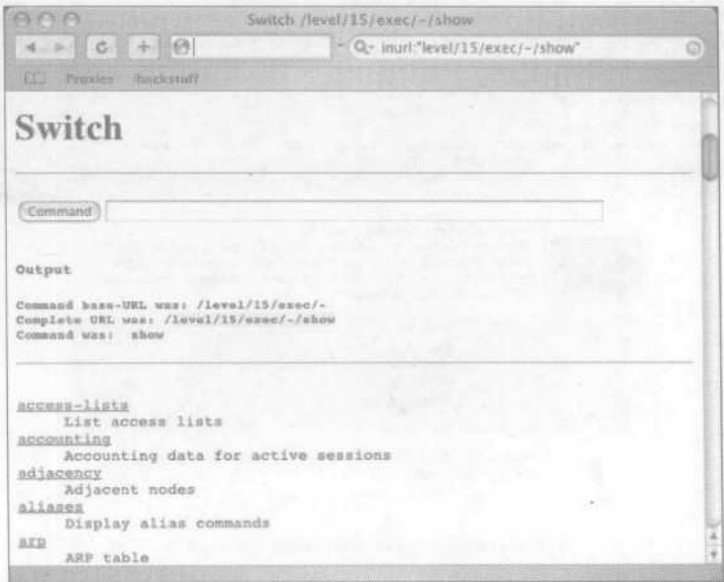 Switch /level/15/exec/-/show
inurl:"level/15/exec/-/show"
Proxies
Switch
Command
Output
Command base-URL was: /level/15/exec/-
Complete URL was: /level/15/exec/-/show
Command was: show
access-lists
List access lists
accounting
Accounting data for active sessions
adjacency
Adjacent nodes
aliases
Display alias commands
arp
ARP table